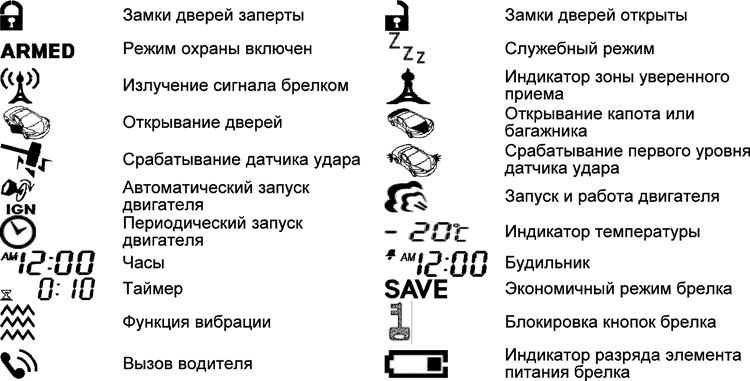 Замки дверей заперты
Замки дверей открыты
ARMED Режим охраны включен
ZZz Служебный режим
Излучение сигнала брелком
Индикатор зоны уверенного
приема
Открывание дверей
Открывание капота или
багажника
Срабатывание датчика удара
Срабатывание первого уровня
датчика удара
IGN Автоматический запуск
двигателя
Запуск и работа двигателя
Периодический запуск
двигателя
- 20°c Индикатор температуры
AM 12:00 Часы
AM 12:00 Будильник
0:10 Таймер
SAVE Экономичный режим брелка
Функция вибрации
Блокировка кнопок брелка
Вызов водителя
Индикатор разряда элемента
питания брелка